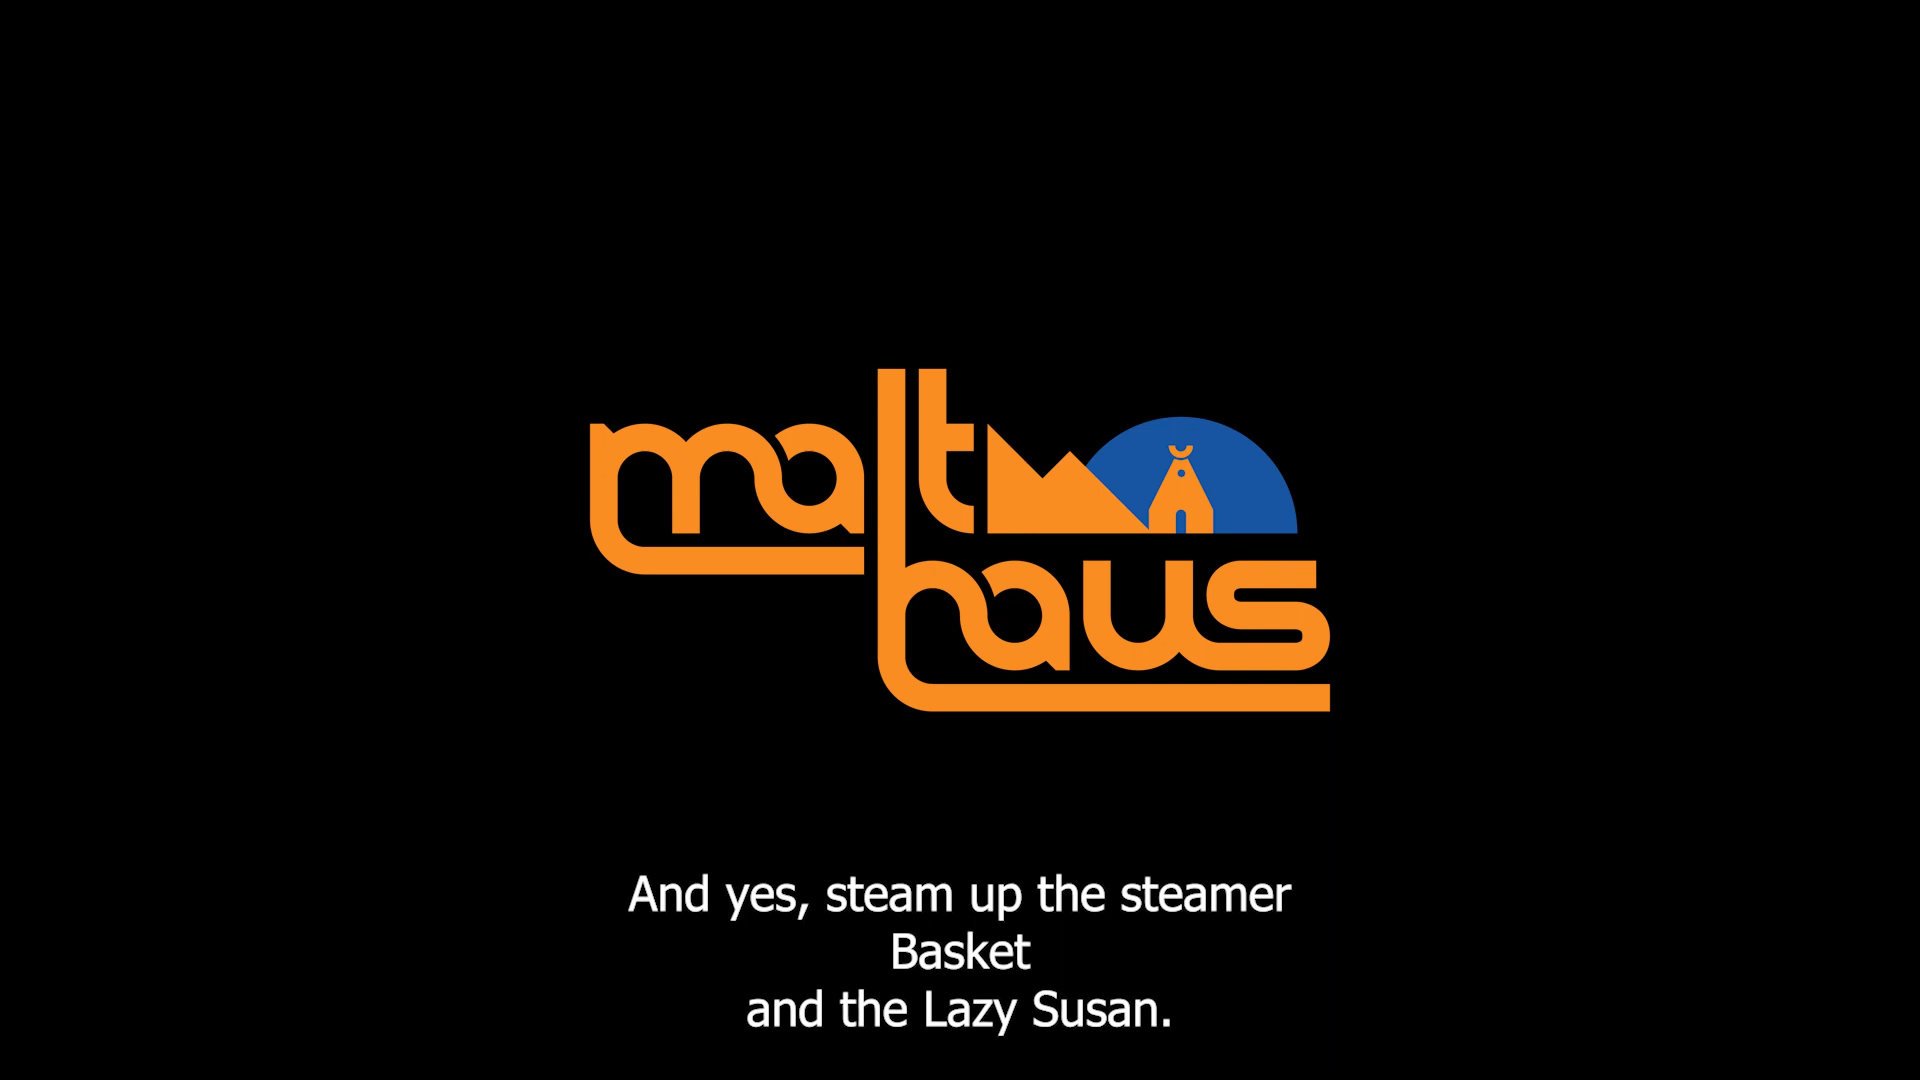 malt
haus
And yes, steam up the steamer
Basket
and the Lazy Susan.